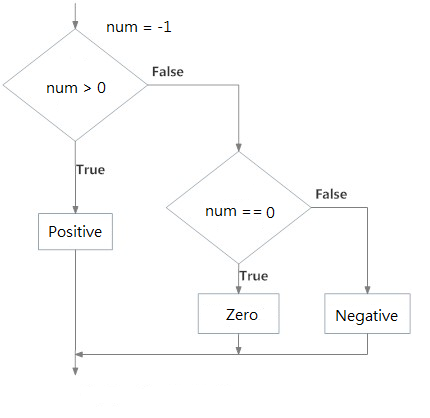 num = -1
num > 0
False
True
Positive
num == 0
False
True
Zero
Negative